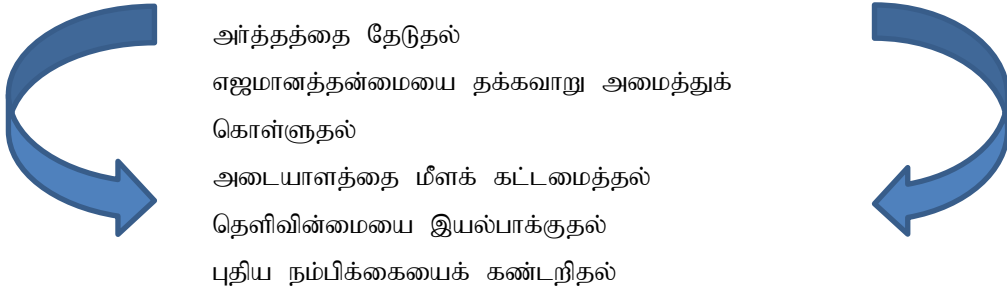 அர்த்தத்தை தேடுதல்
எஜமானத்தன்மையை தக்கவாறு அமைத்துக்
கொள்ளுதல்
அடையாளத்தை மீளக் கட்டமைத்தல்
தெளிவின்மையை இயல்பாக்குதல்
புதிய நம்பிக்கையைக் கண்டறிதல்